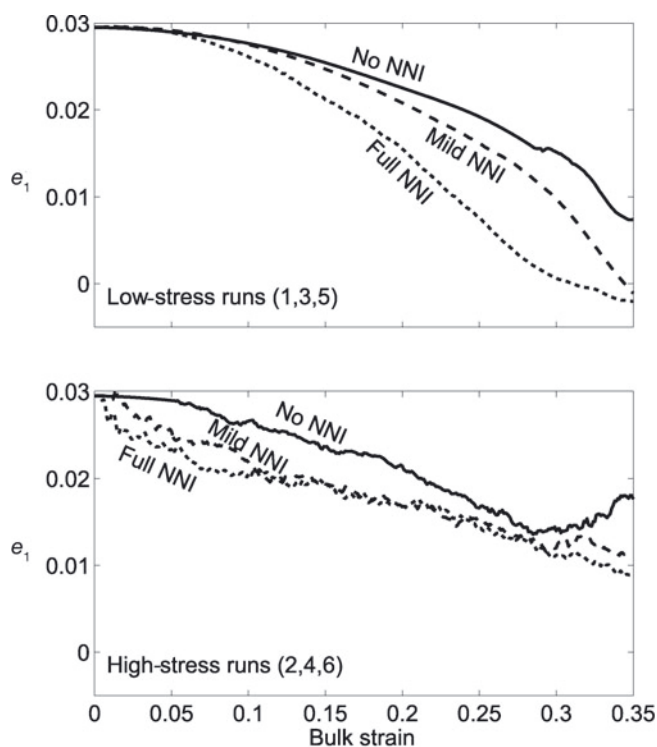 0.03
No NNI
0.02
Mild NNI
Full NNI
e1
0.01
0
Low-stress runs (1,3,5)
0.03
No NNI
Mild NNI
Full NNI
0.02
e1
0.01
0
High-stress runs (2,4,6)
0 0.05 0.1 0.15 0.2 0.25 0.3 0.35
Bulk strain